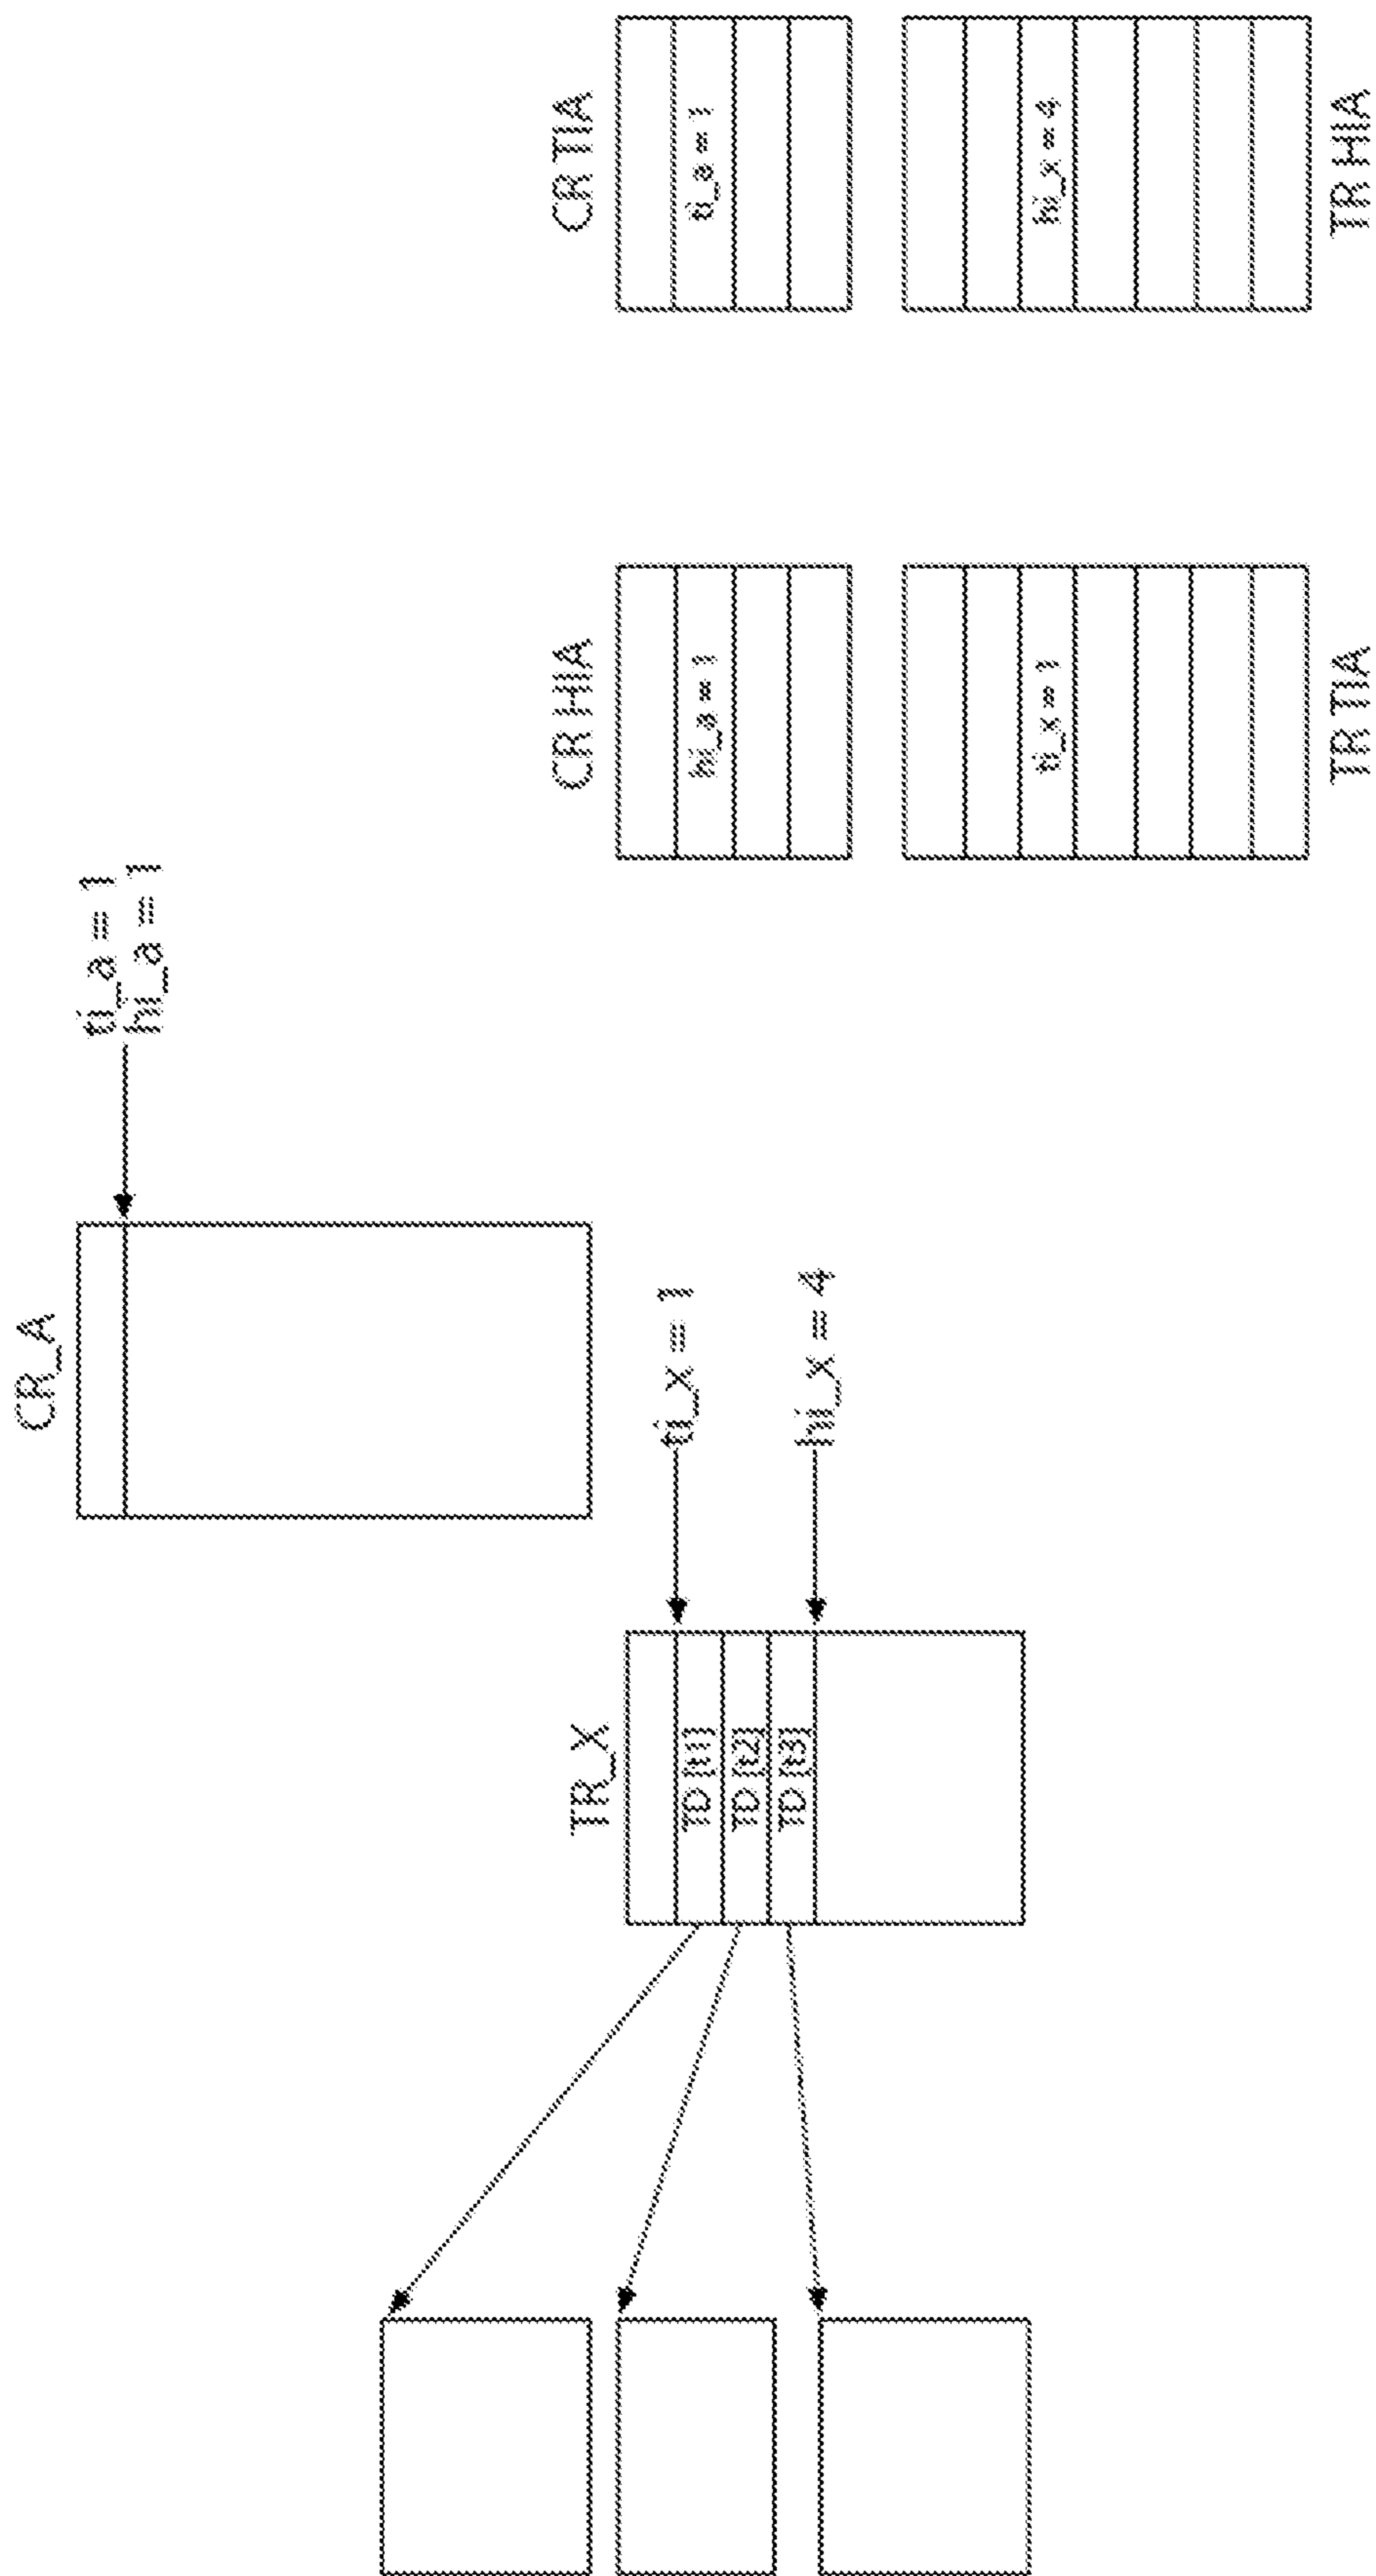 CR_A
ti_a = 1
hi_a = 1
TR_X
TD [t1]
TD [t2]
TD [t3]
ti_x = 1
hi_x = 4
CR HIA
hi_a = 1
CR TIA
ti_a = 1
ti_x = 1
TR TIA
hi_x = 4
TR HIA